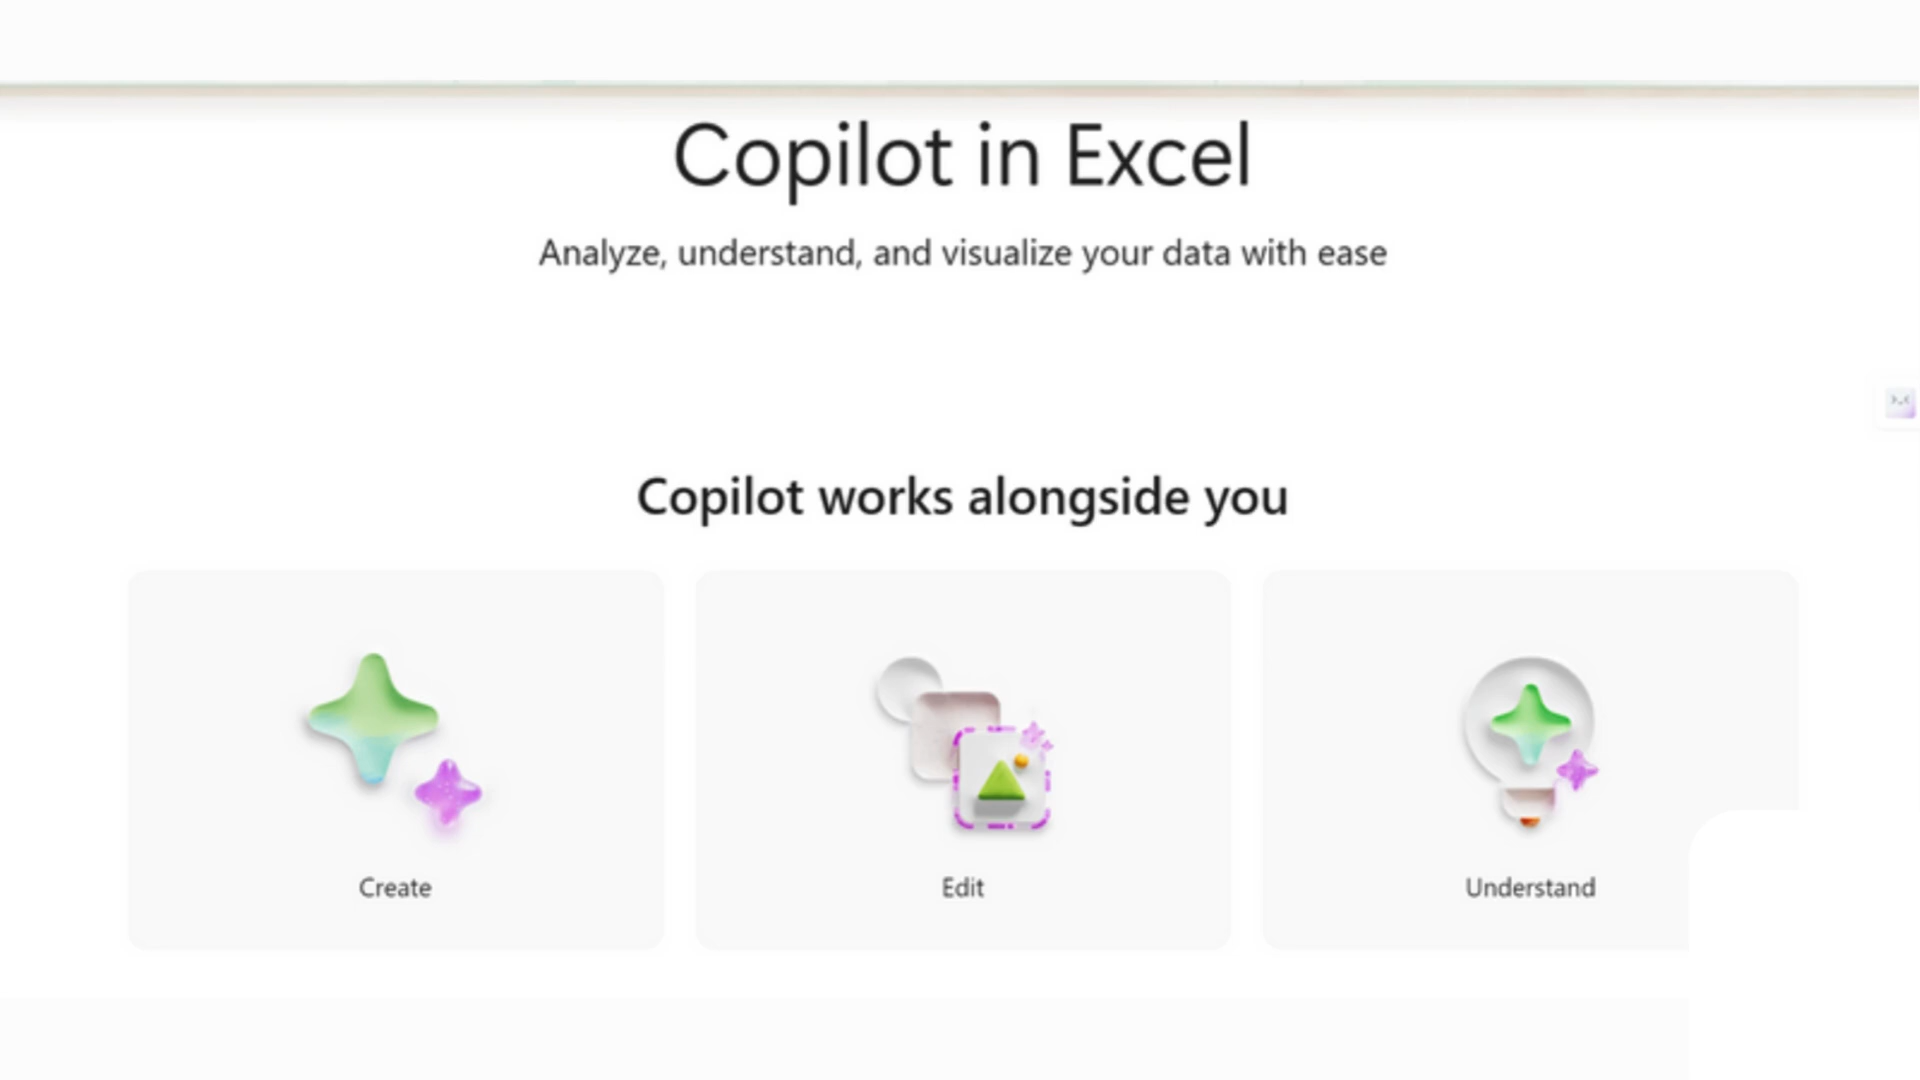 Copilot in Excel
Analyze, understand, and visualize your data with ease
Copilot works alongside you
Create
Edit
Understand